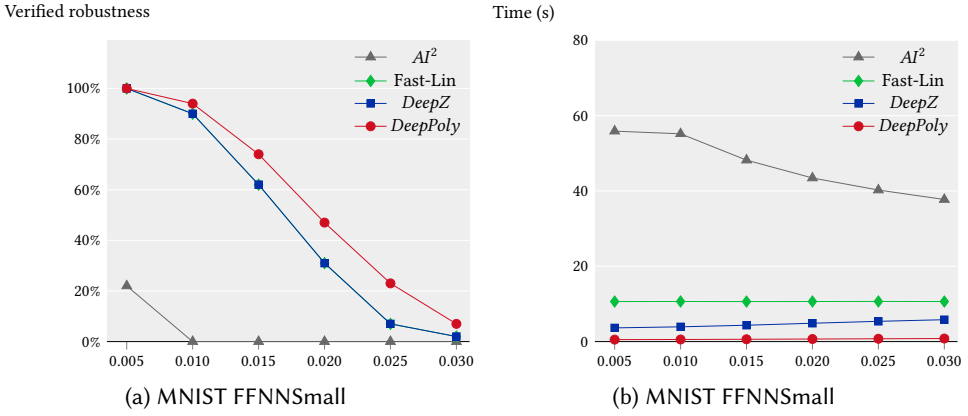 Verified robustness
100%
80%
60%
40%
20%
0%
0.005 0.010 0.015 0.020 0.025 0.030
AI²
Fast-Lin
DeepZ
DeepPoly
(a) MNIST FFNNSmall
Time (s)
80
60
40
20
0
0.005 0.010 0.015 0.020 0.025 0.030
AI²
Fast-Lin
DeepZ
DeepPoly
(b) MNIST FFNNSmall